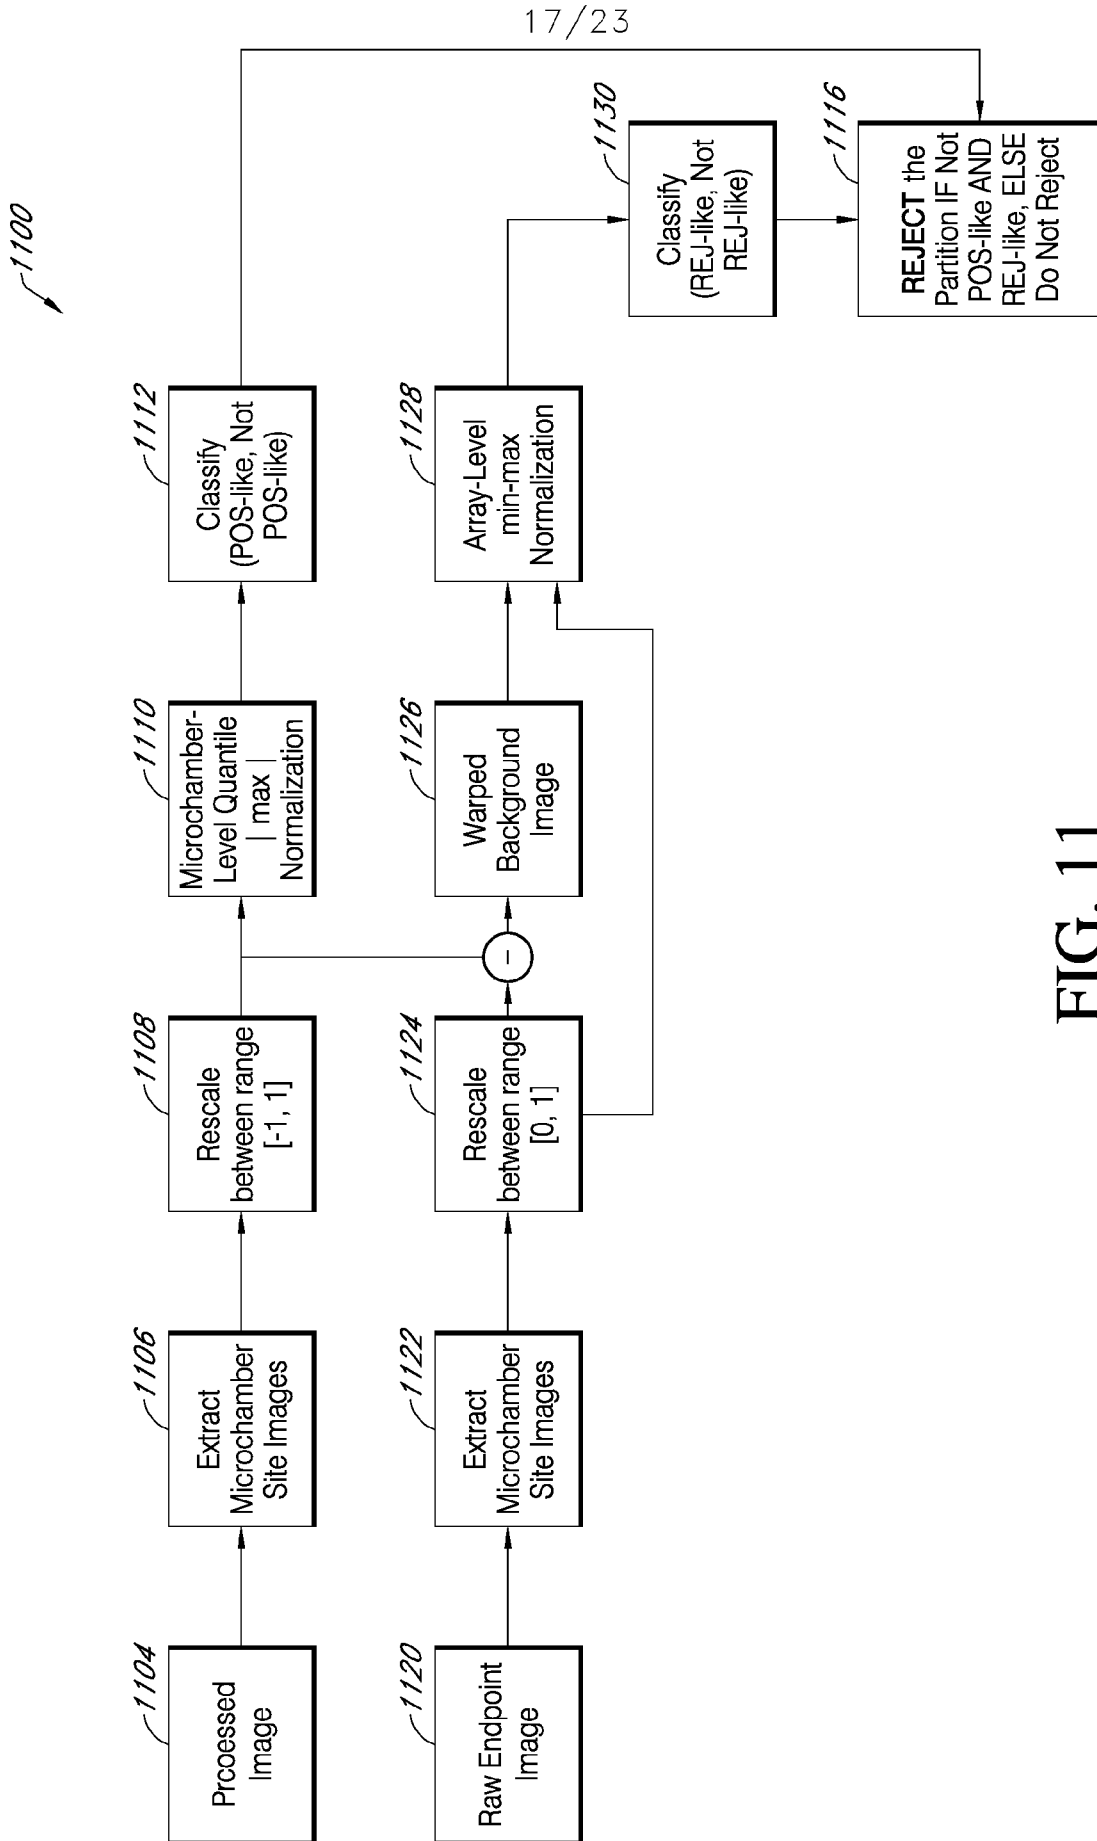 17/23
1100
1104
Prcoessed
Image
1106
Extract
Microchamber
Site Images
1108
Rescale
between range
[-1, 1]
1110
Microchamber-
Level Quantile
| max |
Normalization
1112
Classify
(POS-like, Not
POS-like)
1120
Raw Endpoint
Image
1122
Extract
Microchamber
Site Images
1124
Rescale
between range
[0, 1]
-
1126
Warped
Background
Image
1128
Array-Level
min-max
Normalization
1130
Classify
(REJ-like, Not
REJ-like)
1116
REJECT the
Partition IF Not
POS-like AND
REJ-like, ELSE
Do Not Reject
FIG. 11